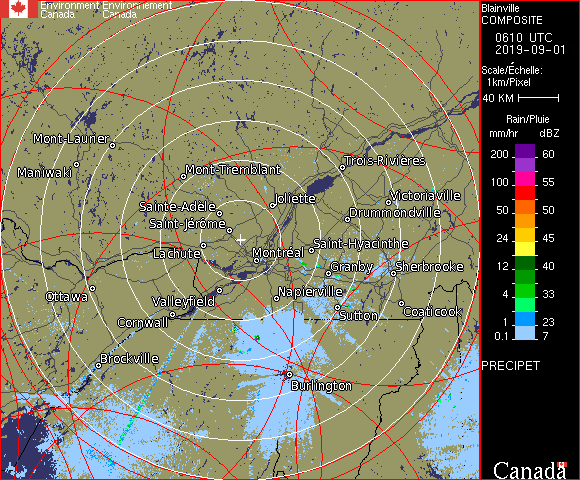 Environment Environnement
Canada Canada
Blainville
COMPOSITE
0610 UTC
2019-09-01
Scale/Échelle:
1km/Pixel
40 KM
Rain/Pluie
mm/hr dBZ
200 60
100 55
50 50
24 45
12 40
4 33
1 23
0.1 7
PRECIPET
Canada
Mont-Laurier
Maniwaki
Mont-Tremblant
Trois-Rivières
Joliette
Victoriaville
Sainte-Adele
Drummondville
Saint-Jérôme
Lachute
Montréal
Saint-Hyacinthe
Granby
Sherbrooke
Ottawa
Valleyfield
Napierville
Cornwall
Sutton
Coaticook
Brockville
Burlington